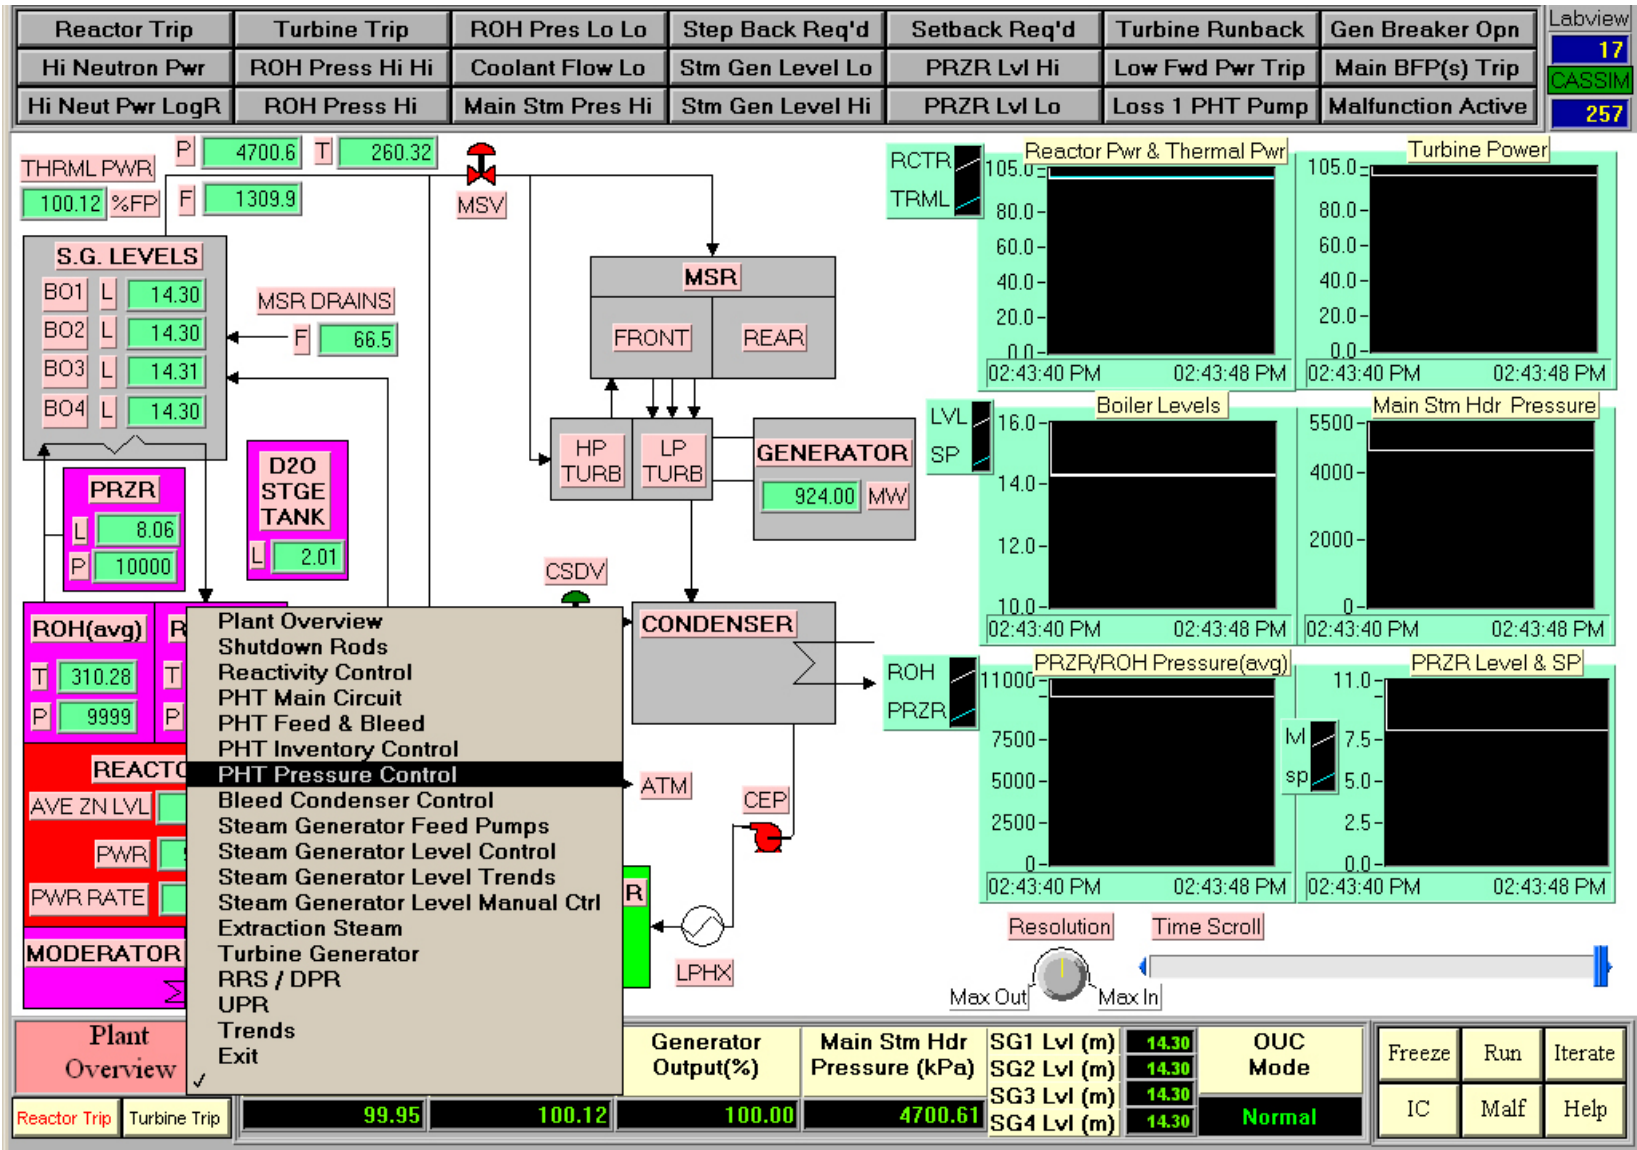 Reactor Trip
Turbine Trip
ROH Pres Lo Lo
Step Back Req'd
Setback Req'd
Turbine Runback
Gen Breaker Opn
Labview
17
Hi Neutron Pwr
ROH Press Hi Hi
Coolant Flow Lo
Stm Gen Level Lo
PRZR Lvl Hi
Low Fwd Pwr Trip
Main BFP(s) Trip
CASSIM
Hi Neut Pwr LogR
ROH Press Hi
Main Stm Pres Hi
Stm Gen Level Hi
PRZR Lvl Lo
Loss 1 PHT Pump
Malfunction Active
257
THRML PWR
100.12 %FP
P 4700.6 T 260.32
F 1309.9
MSV
S.G. LEVELS
BO1 L 14.30
BO2 L 14.30
BO3 L 14.31
BO4 L 14.30
MSR DRAINS
F 66.5
MSR
FRONT
REAR
HP
TURB
LP
TURB
GENERATOR
924.00 MW
PRZR
L 8.06
P 10000
D2O
STGE
TANK
L 2.01
CSDV
CONDENSER
ROH(avg)
T 310.28
P 9999
R
T
P
REACTO
AVE ZN LVL
PWR
PWR RATE
MODERATOR
ATM
CEP
R
LPHX
Plant Overview
Shutdown Rods
Reactivity Control
PHT Main Circuit
PHT Feed & Bleed
PHT Inventory Control
PHT Pressure Control
Bleed Condenser Control
Steam Generator Feed Pumps
Steam Generator Level Control
Steam Generator Level Trends
Steam Generator Level Manual Ctrl
Extraction Steam
Turbine Generator
RRS / DPR
UPR
Trends
Exit
✓
RCTR
TRML
Reactor Pwr & Thermal Pwr
105.0
80.0
60.0
40.0
20.0
0.0
02:43:40 PM 02:43:48 PM
Turbine Power
105.0
80.0
60.0
40.0
20.0
0.0
02:43:40 PM 02:43:48 PM
LVL
SP
Boiler Levels
16.0
14.0
12.0
10.0
02:43:40 PM 02:43:48 PM
Main Stm Hdr Pressure
5500
4000
2000
0
02:43:40 PM 02:43:48 PM
ROH
PRZR
PRZR/ROH Pressure(avg)
11000
7500
5000
2500
0
02:43:40 PM 02:43:48 PM
PRZR Level & SP
lvl
sp
11.0
7.5
5.0
2.5
0.0
02:43:40 PM 02:43:48 PM
Resolution
Max Out
Max In
Time Scroll
Plant
Overview
Reactor Trip
Turbine Trip
99.95
100.12
Generator
Output(%)
100.00
Main Stm Hdr
Pressure (kPa)
4700.61
SG1 Lvl (m) 14.30
SG2 Lvl (m) 14.30
SG3 Lvl (m) 14.30
SG4 Lvl (m) 14.30
OUC
Mode
Normal
Freeze
Run
Iterate
IC
Malf
Help